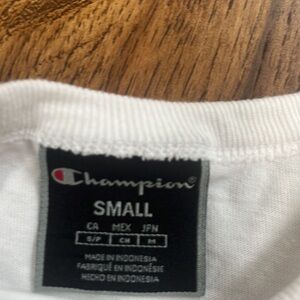 Champion
SMALL
CA MEX JPN
S/P CH M
MADE IN INDONESIA
FABRIQUÉ EN INDONÉSIE
HECHO EN INDONESIA